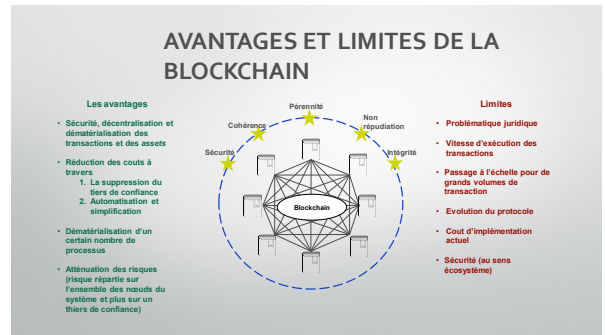 AVANTAGES ET LIMITES DE LA
BLOCKCHAIN
Les avantages
• Sécurité, décentralisation et
dématérialisation des
transactions et des assets
• Réduction des couts à
travers
1. La suppression du
tiers de confiance
2. Automatisation et
simplification
• Dématérialisation d'un
certain nombre de
processus
• Atténuation des risques
(risque répartie sur
l'ensemble des nœuds du
système et plus sur un
thiers de confiance)
Pérennité
Cohérence
Non
répudiation
Sécurité
Intégrité
Blockchain
Limites
• Problématique juridique
• Vitesse d'exécution des
transactions
• Passage à l'échelle pour de
grands volumes de
transaction
• Evolution du protocole
• Cout d'implémentation
actuel
• Sécurité (au sens
écosystème)